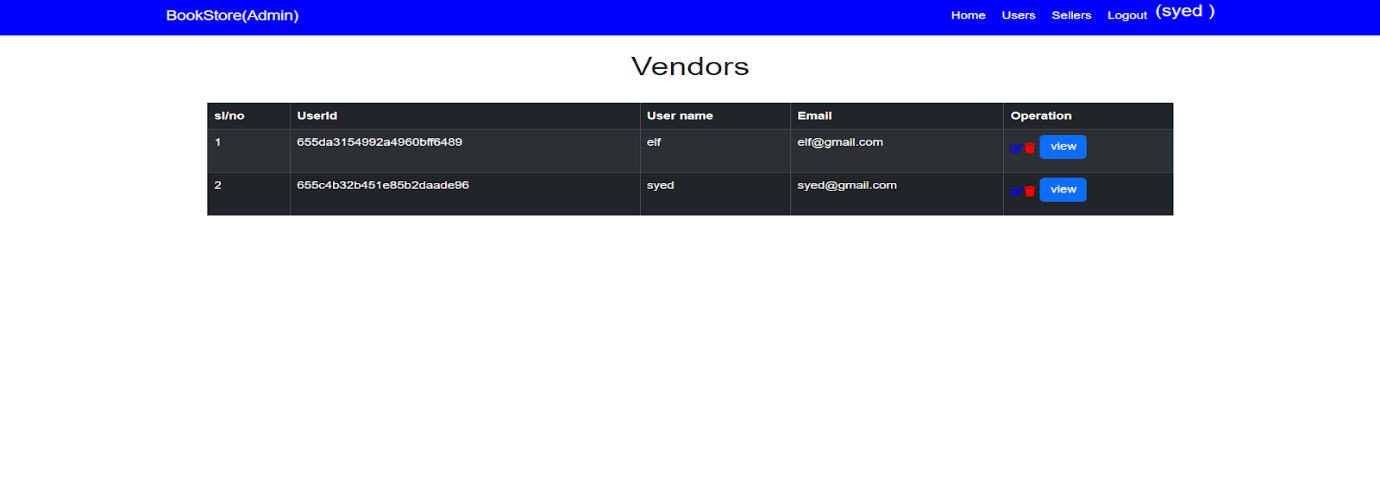 BookStore(Admin) Home Users Sellers Logout (syed )
Vendors
sl/no UserId User name Email Operation
1 655da3154992a4960bff6489 elf elf@gmail.com view
2 655c4b32b451e85b2daade96 syed syed@gmail.com view